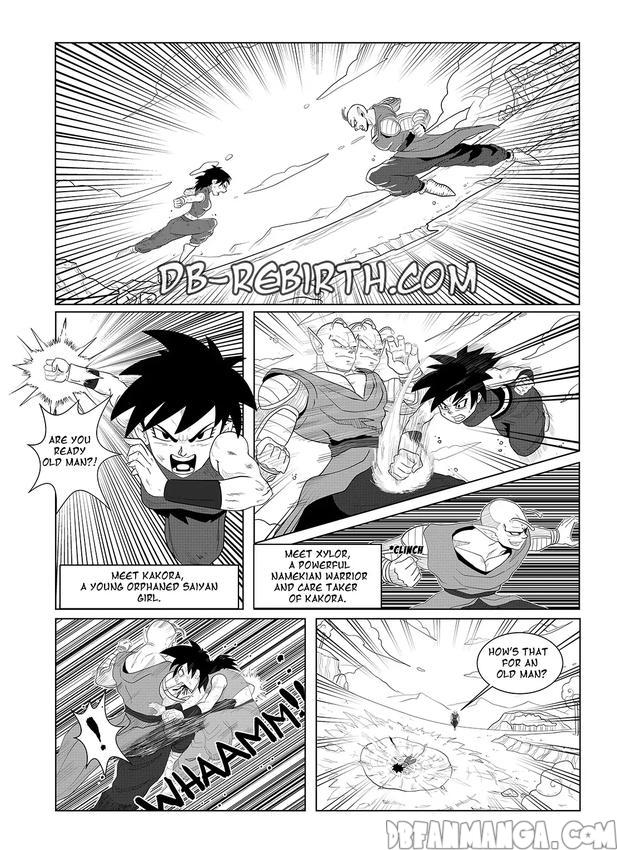 DB-REBIRTH.COM
ARE YOU
READY
OLD MAN?!
MEET KAKORA,
A YOUNG ORPHANED SAIYAN
GIRL.
MEET XYLOR,
A POWERFUL
NAMEKIAN WARRIOR
AND CARE TAKER
OF KAKORA.
*CLINCH
!
WHAAMM!!
HOW'S THAT
FOR AN
OLD MAN?
DBFANMANGA.COM